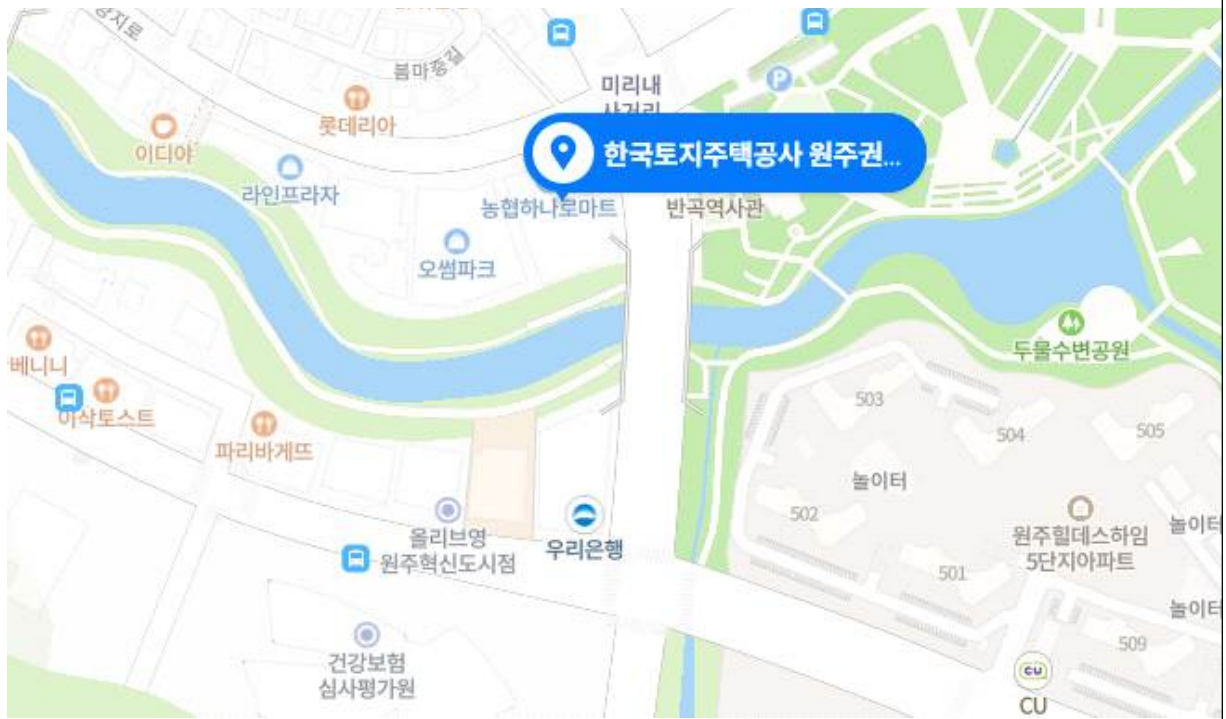 봄마중길
미리내
사거리
P
롯데리아
이디야
한국토지주택공사 원주권...
라인프라자
농협하나로마트
반곡역사관
오썸파크
두물수변공원
베니니
이삭토스트
파리바게뜨
503
504
505
놀이터
502
올리브영
원주혁신도시점
우리은행
원주힐데스하임
5단지아파트
놀이터
501
놀이터
509
건강보험
심사평가원
CU
CU